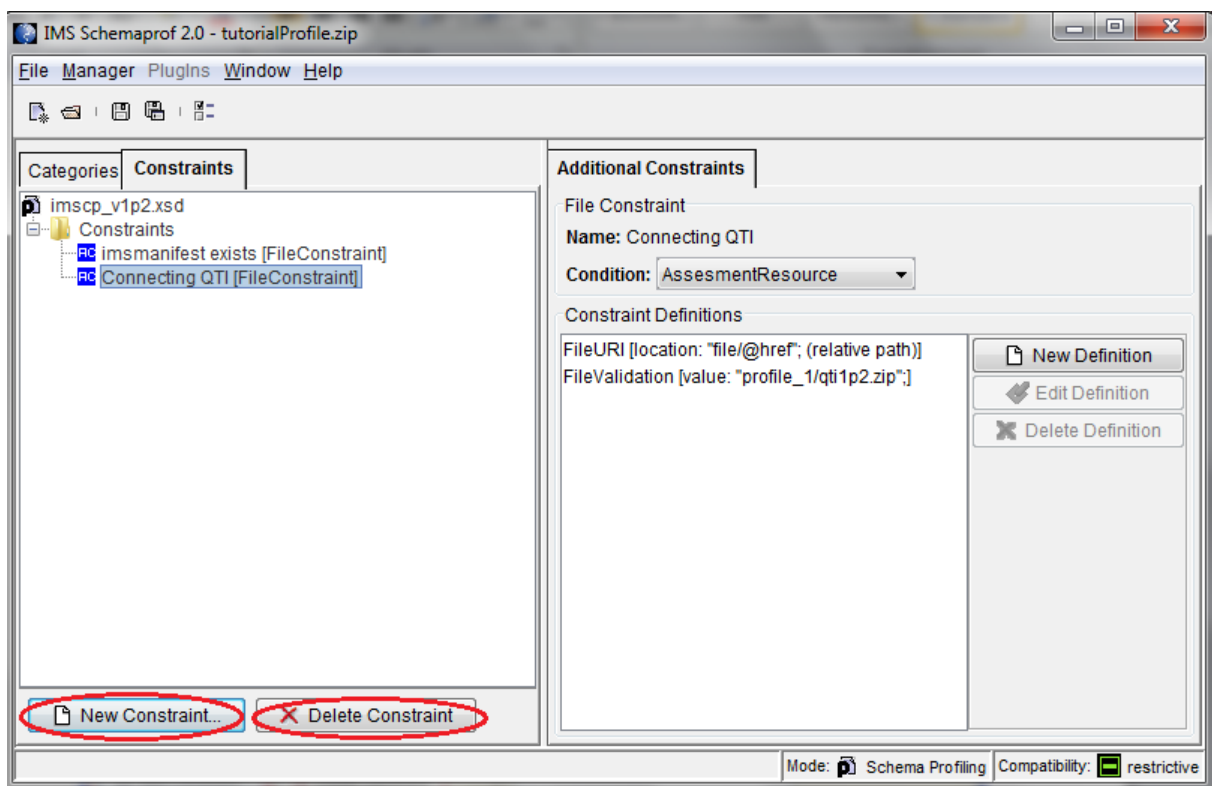 IMS Schemaprof 2.0 - tutorialProfile.zip
File Manager PlugIns Window Help
Categories Constraints
imscp_v1p2.xsd
Constraints
AC imsmanifest exists [FileConstraint]
AC Connecting QTI [FileConstraint]
New Constraint...
Delete Constraint
Additional Constraints
File Constraint
Name: Connecting QTI
Condition: AssesmentResource
Constraint Definitions
FileURI [location: "file/@href"; (relative path)]
FileValidation [value: "profile_1/qti1p2.zip";]
New Definition
Edit Definition
Delete Definition
Mode: p Schema Profiling Compatibility: restrictive